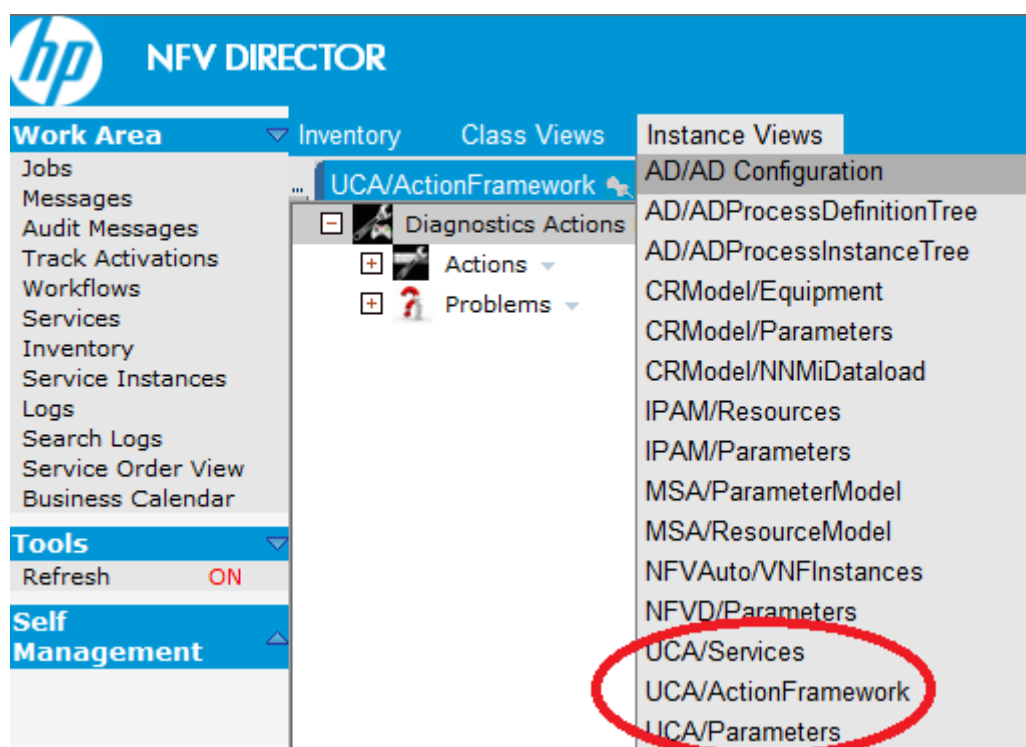 hp NFV DIRECTOR
Work Area
Jobs
Messages
Audit Messages
Track Activations
Workflows
Services
Inventory
Service Instances
Logs
Search Logs
Service Order View
Business Calendar
Tools
Refresh ON
Self
Management
Inventory Class Views Instance Views
... UCA/ActionFramework
Diagnostics Actions
Actions
Problems
AD/AD Configuration
AD/ADProcessDefinitionTree
AD/ADProcessInstanceTree
CRModel/Equipment
CRModel/Parameters
CRModel/NNMiDataload
IPAM/Resources
IPAM/Parameters
MSA/ParameterModel
MSA/ResourceModel
NFVAuto/VNFInstances
NFVD/Parameters
UCA/Services
UCA/ActionFramework
UCA/Parameters